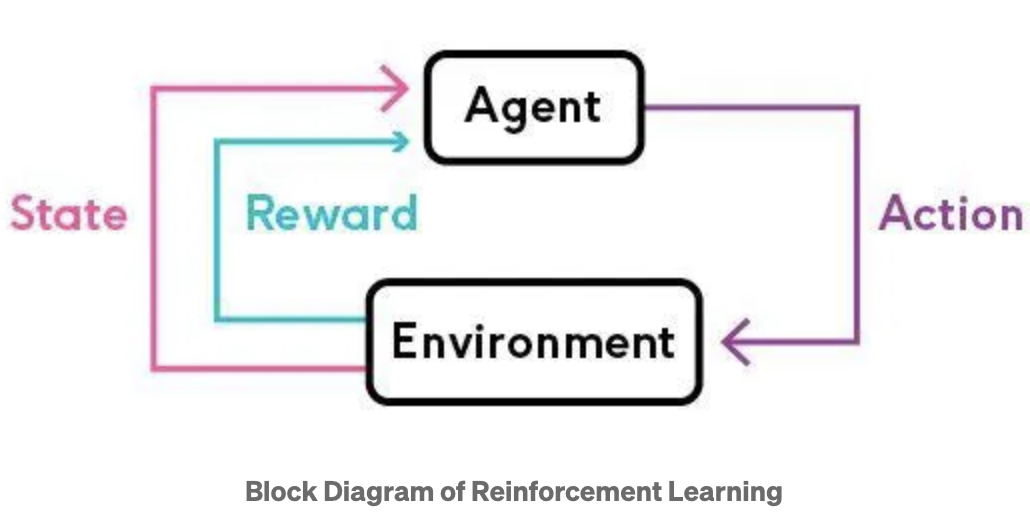 Agent
State
Reward
Action
Environment
Block Diagram of Reinforcement Learning